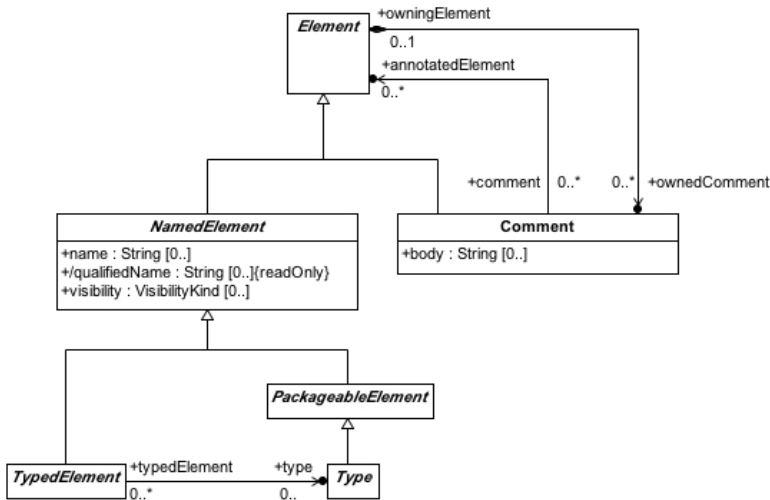 Element
+owningElement
0..1
+annotatedElement
0..*
+comment
0..*
0..*
+ownedComment
NamedElement
+name : String [0..]
+/qualifiedName : String [0..]{readOnly}
+visibility : VisibilityKind [0..]
Comment
+body : String [0..]
PackageableElement
TypedElement
+typedElement
0..*
+type
0..
Type